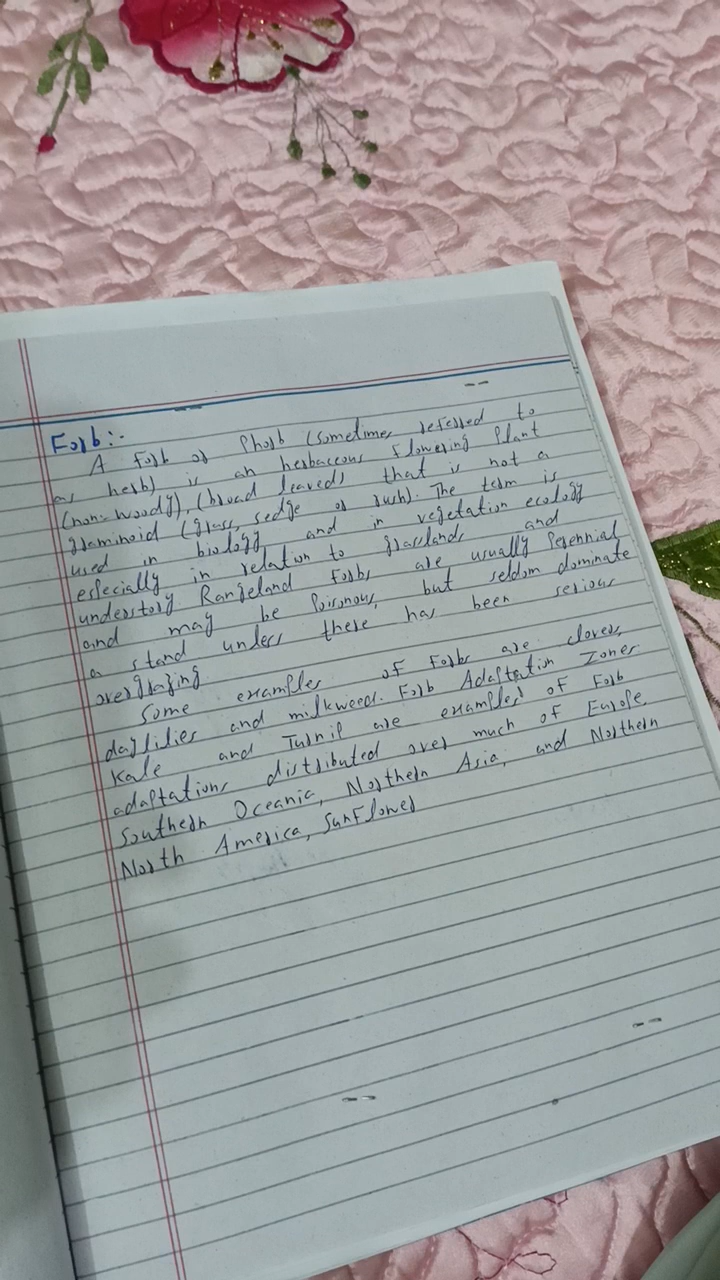 Forb:-
A Forb or Phorb (sometimes referred to
as herb) is an herbaceous flowering Plant
(non-woody), (broad leaved) that is not a
graminoid (grass, sedge or rush). The term is
used in biology and in vegetation ecology
especially in relation to grasslands and
understory Rangeland Forbs are usually Perennial
and may be Poisonous, but seldom dominate
a stand unless there has been serious
overgrazing
Some examples of Forbs are clover,
daylilies and milkweed. Forb Adaptation Zones
Kale and Turnip are examples of Forb
adaptations distributed over much of Europe,
Southern Oceania, Northern Asia, and Northern
North America, Sunflower